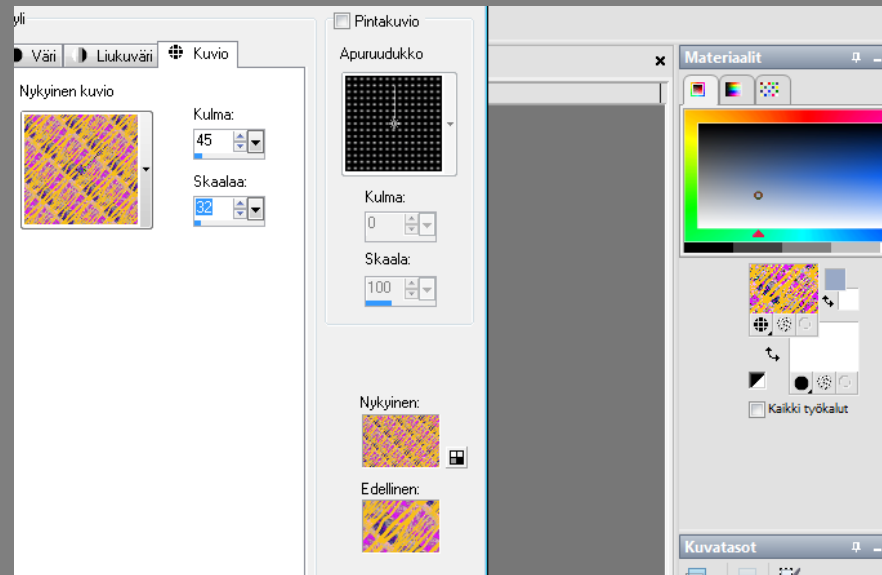 yli
Väri
Liukuväri
Kuvio
Nykyinen kuvio
Kulma:
45
Skaalaa:
32
Pintakuvio
Apuruudukko
Kulma:
0
Skaala:
100
Nykyinen:
Edellinen:
Materiaalit
Kaikki työkalut
Kuvatasot